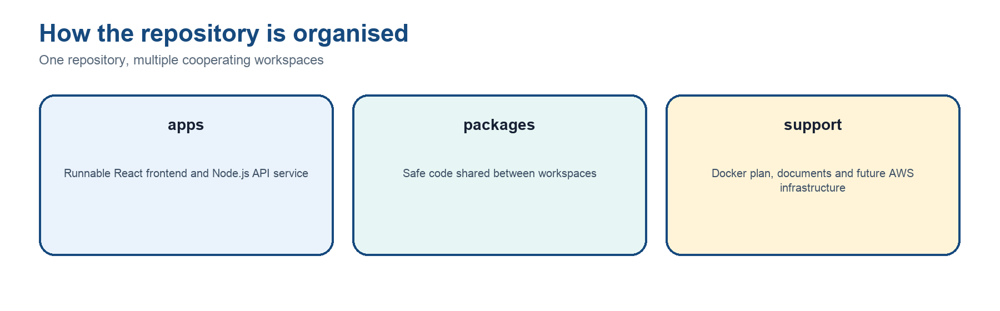 How the repository is organised
One repository, multiple cooperating workspaces
apps
Runnable React frontend and Node.js API service
packages
Safe code shared between workspaces
support
Docker plan, documents and future AWS
infrastructure